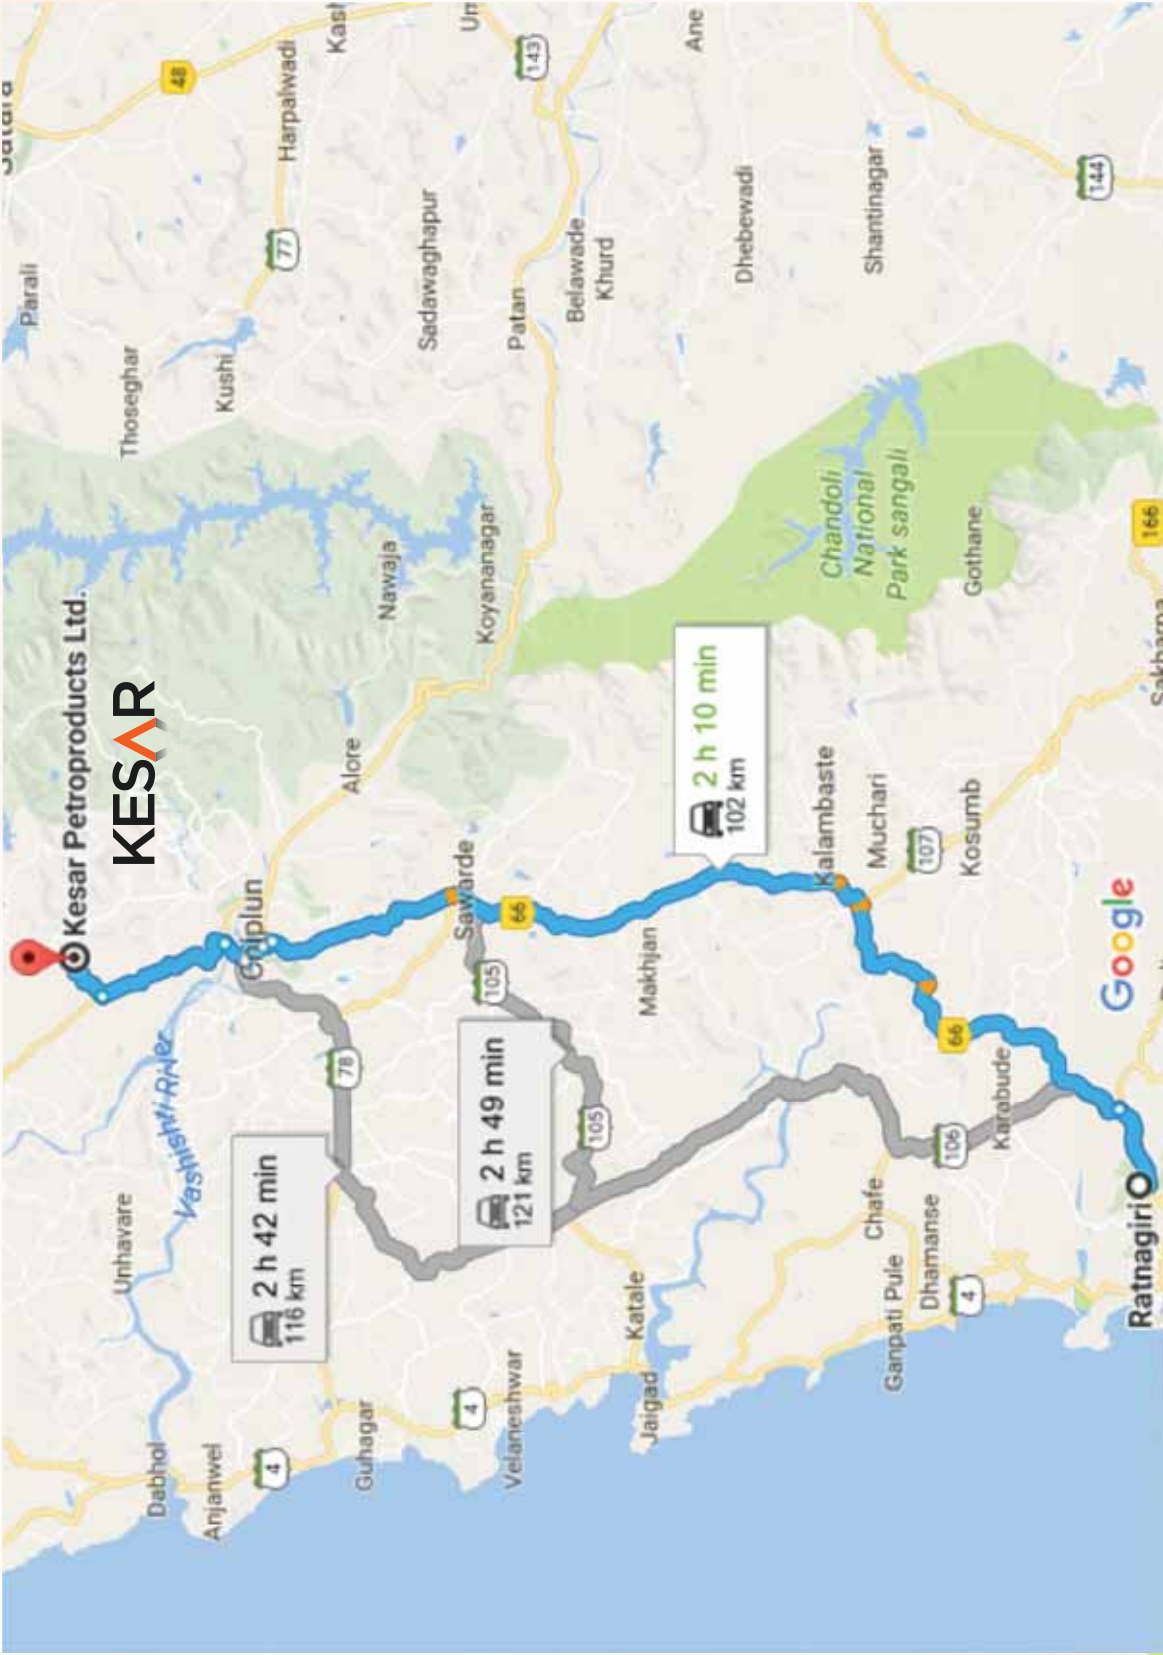 Parali
Kesar Petroproducts Ltd.
KESAR
Thoseghar
48
Unhavare
Dabhol
Vashishti River
Kushi
Anjanwel
Chiplun
2 h 42 min
116 km
4
77
Harpalwadi
Kash
78
Alore
Guhagar
Nawaja
Sadawaghapur
Sawarde
Koyananagar
4
105
2 h 49 min
121 km
Velaneshwar
66
Patan
143
Belawade
Khurd
105
Katale
Jaigad
Makhjan
Ane
2 h 10 min
102 km
Dhebewadi
Kalambaste
Chandoli
National
Park sangali
Muchari
Shantinagar
Chafe
Ganpati Pule
107
Dhamanse
106
66
4
Kosumb
Gothane
Karabude
144
Google
166
Ratnagiri